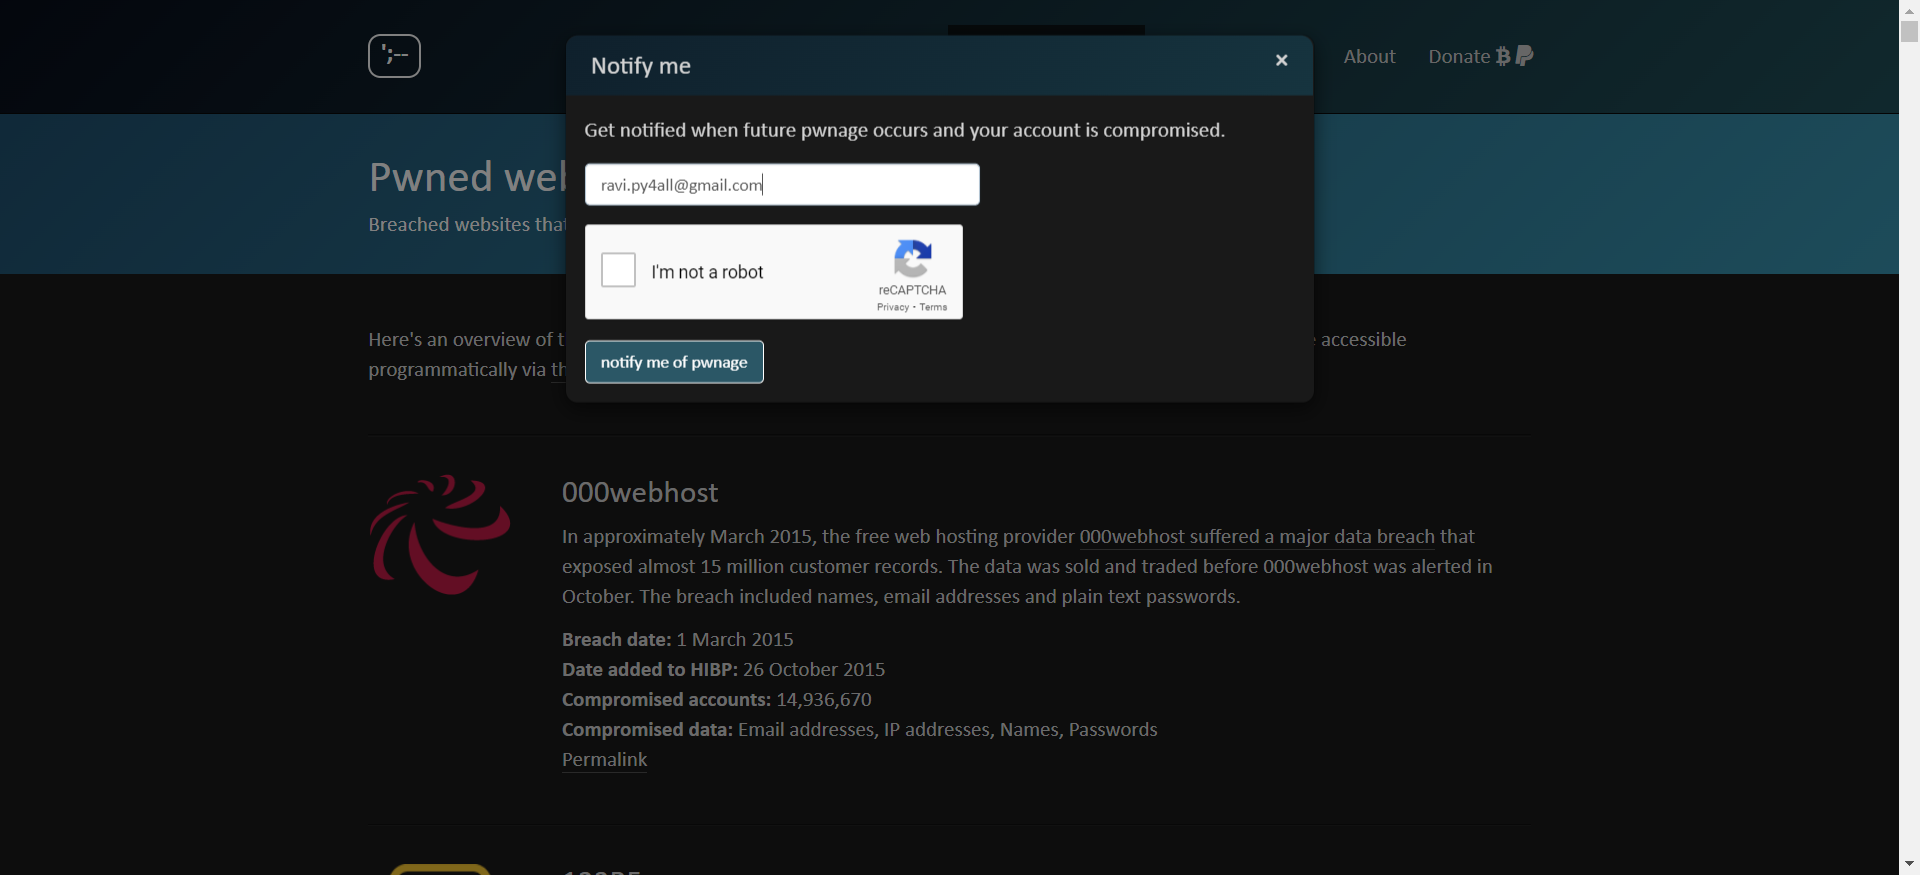 ';--
About
Donate
Notify me
×
Get notified when future pwnage occurs and your account is compromised.
ravi.py4all@gmail.com
I'm not a robot
reCAPTCHA
Privacy - Terms
notify me of pwnage
Pwned web
Breached websites that
Here's an overview of t
accessible
programmatically via th
000webhost
In approximately March 2015, the free web hosting provider 000webhost suffered a major data breach that
exposed almost 15 million customer records. The data was sold and traded before 000webhost was alerted in
October. The breach included names, email addresses and plain text passwords.
Breach date: 1 March 2015
Date added to HIBP: 26 October 2015
Compromised accounts: 14,936,670
Compromised data: Email addresses, IP addresses, Names, Passwords
Permalink